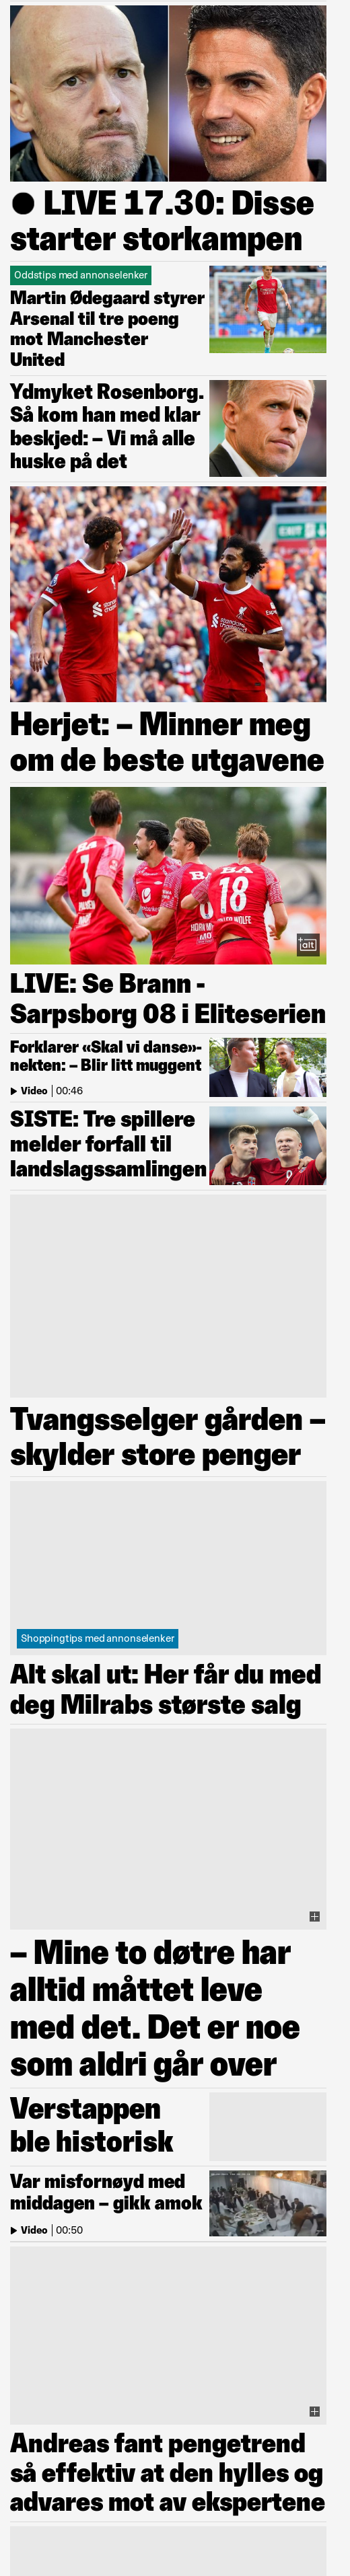 ● LIVE 17.30: Disse
starter storkampen
Oddstips med annonselenker
Martin Ødegaard styrer
Arsenal til tre poeng
mot Manchester
United
Ydmyket Rosenborg.
Så kom han med klar
beskjed: – Vi må alle
huske på det
Herjet: – Minner meg
om de beste utgavene
BA
3
BA
18
+alt
LIVE: Se Brann -
Sarpsborg 08 i Eliteserien
Forklarer «Skal vi danse»-
nekten: – Blir litt muggent
Video | 00:46
SISTE: Tre spillere
melder forfall til
landslagssamlingen
9
Tvangsselger gården –
skylder store penger
Shoppingtips med annonselenker
Alt skal ut: Her får du med
deg Milrabs største salg
– Mine to døtre har
alltid måttet leve
med det. Det er noe
som aldri går over
Verstappen
ble historisk
Var misfornøyd med
middagen – gikk amok
Video | 00:50
Andreas fant pengetrend
så effektiv at den hylles og
advares mot av ekspertene